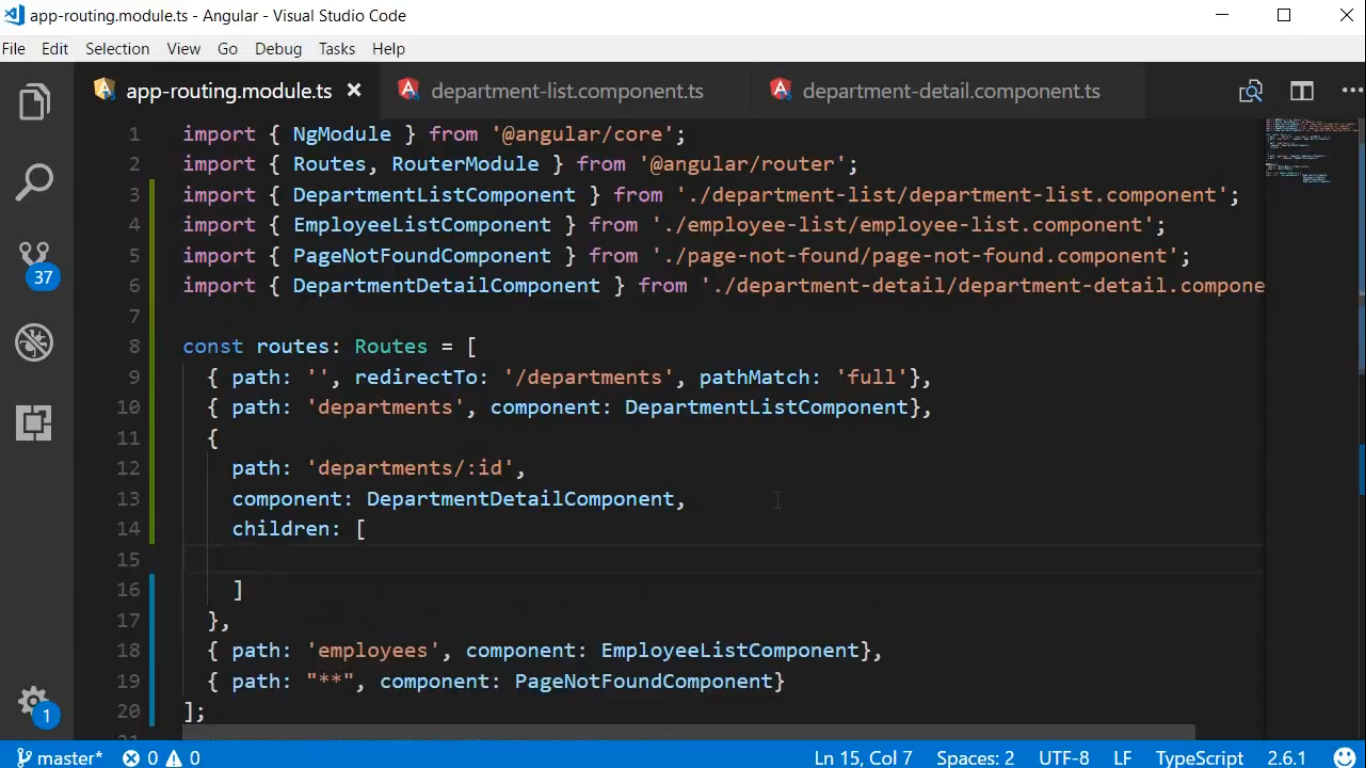 app-routing.module.ts - Angular - Visual Studio Code
File Edit Selection View Go Debug Tasks Help
app-routing.module.ts department-list.component.ts department-detail.component.ts
1 import { NgModule } from '@angular/core';
2 import { Routes, RouterModule } from '@angular/router';
3 import { DepartmentListComponent } from './department-list/department-list.component';
4 import { EmployeeListComponent } from './employee-list/employee-list.component';
5 import { PageNotFoundComponent } from './page-not-found/page-not-found.component';
6 import { DepartmentDetailComponent } from './department-detail/department-detail.compone
7
8 const routes: Routes = [
9 { path: '', redirectTo: '/departments', pathMatch: 'full'},
10 { path: 'departments', component: DepartmentListComponent},
11 {
12 path: 'departments/:id',
13 component: DepartmentDetailComponent,
14 children: [
15
16 ]
17 },
18 { path: 'employees', component: EmployeeListComponent},
19 { path: "**", component: PageNotFoundComponent}
20 ];
37
1
master* 0 0 Ln 15, Col 7 Spaces: 2 UTF-8 LF TypeScript 2.6.1